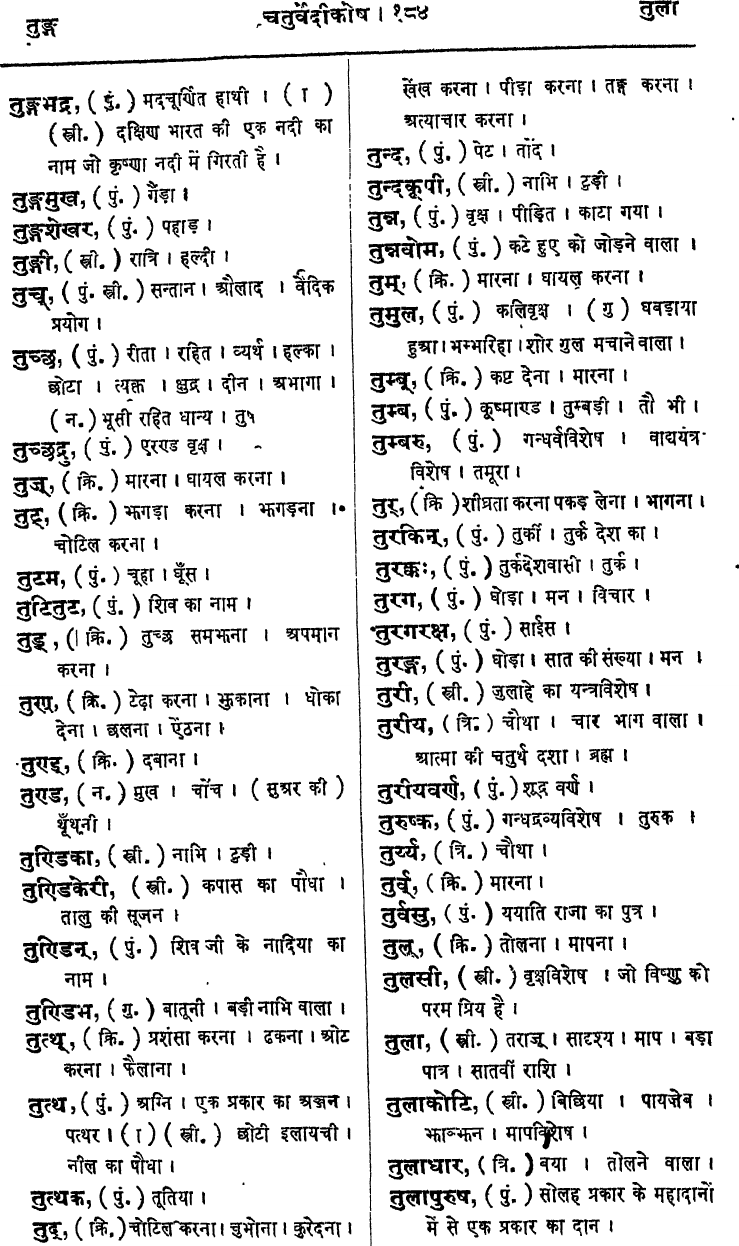 तुङ्ग
चतुर्वेदीकोष । १८४
तुला
तुङ्गभद्र, ( पुं. ) मदचूर्णित हाथी । ( ा )
( स्त्री. ) दक्षिण भारत की एक नदी का
नाम जो कृष्णा नदी में गिरती है ।
तुङ्गमुख, ( पुं. ) गैंड़ा ।
तुङ्गशेखर, ( पुं. ) पहाड़ ।
तुङ्गी, ( स्त्री. ) रात्रि । हल्दी ।
तुच्, ( पुं. स्त्री. ) सन्तान । औलाद । वैदिक
प्रयोग ।
तुच्छ, ( पुं. ) रीता । रहित । व्यर्थ । हल्का ।
छोटा । त्यक्त । क्षुद्र । दीन । अभागा ।
( न. ) भूसी रहित धान्य ।
तुच्छद्रु, ( पुं. ) एरण्ड वृक्ष ।
तुज्, ( क्रि. ) मारना । घायल करना ।
तुट्, ( क्रि. ) झगड़ा करना । झगड़ना ।
चोटिल करना ।
तुटम, ( पुं. ) चूहा । घूँस ।
तुटितुट, ( पुं. ) शिव का नाम ।
तुड्, ( क्रि. ) तुच्छ समझना । अपमान
करना ।
तुण्, ( क्रि. ) टेढ़ा करना । झुकाना । धोका
देना । छलना । ऐंठना ।
तुण्ड्, ( क्रि. ) दबाना ।
तुण्ड, ( न. ) मुख । चोंच । ( सुअर की )
थूँथनी ।
तुण्डिका, ( स्त्री. ) नाभि । टुड़ी ।
तुण्डिकेरी, ( स्त्री. ) कपास का पौधा ।
तालु की सूजन ।
तुण्डिन्, ( पुं. ) शिव जी के नादिया का
नाम ।
तुण्डिभ, ( गु. ) बातूनी । बड़ी नाभि वाला ।
तुत्थ्, ( क्रि. ) प्रशंसा करना । ढकना । ओट
करना । फैलाना ।
तुत्थ, ( पुं. ) अग्नि । एक प्रकार का अञ्जन ।
पत्थर । ( ा ) ( स्त्री. ) छोटी इलायची ।
नील का पौधा ।
तुत्थक, ( पुं. ) तूतिया ।
तुद्, ( क्रि. ) चोटिल करना । चुभोना । कुरेदना ।
खेंख करना । पीड़ा करना । तङ्ग करना ।
अत्याचार करना ।
तुन्द, ( पुं. ) पेट । तोंद ।
तुन्दकूपी, ( स्त्री. ) नाभि । टुड़ी ।
तुन्न, ( पुं. ) वृक्ष । पीड़ित । काटा गया ।
तुन्नवोम, ( पुं. ) कटे हुए को जोड़ने वाला ।
तुम्, ( क्रि. ) मारना । घायल करना ।
तुमुल, ( पुं. ) कलिवृक्ष । ( गु ) घबड़ाया
हुआ । भम्भरिहा । शोर गुल मचाने वाला ।
तुम्ब्, ( क्रि. ) कष्ट देना । मारना ।
तुम्ब, ( पुं. ) कूष्माण्ड । तुम्बड़ी । तौ भी ।
तुम्बरु, ( पुं. ) गन्धर्वविशेष । वाद्ययंत्र
विशेष । तमूरा ।
तुर्, ( क्रि ) शीघ्रता करना पकड़ लेना । भागना ।
तुरकिन्, ( पुं. ) तुर्की । तुर्क देश का ।
तुरक्कः, ( पुं. ) तुर्कदेशवासी । तुर्क ।
तुरग, ( पुं. ) घोड़ा । मन । विचार ।
तुरगरक्ष, ( पुं. ) साईस ।
तुरङ्ग, ( पुं. ) घोड़ा । सात की संख्या । मन ।
तुरी, ( स्त्री. ) जुलाहे का यन्त्रविशेष ।
तुरीय, ( त्रि. ) चौथा । चार भाग वाला ।
आत्मा की चतुर्थ दशा । ब्रह्म ।
तुरीयवर्ण, ( पुं. ) शूद्र वर्ण ।
तुरुष्क, ( पुं. ) गन्धद्रव्यविशेष । तुरुक ।
तुर्य्य, ( त्रि. ) चौथा ।
तुर्व्, ( क्रि. ) मारना ।
तुर्वसु, ( पुं. ) ययाति राजा का पुत्र ।
तुल्, ( क्रि. ) तोलना । मापना ।
तुलसी, ( स्त्री. ) वृक्षविशेष । जो विष्णु को
परम प्रिय है ।
तुला, ( स्त्री. ) तराजू । सादृश्य । माप । बड़ा
पात्र । सातवीं राशि ।
तुलाकोटि, ( स्त्री. ) बिछिया । पायज़ेब ।
झाञ्झन । मापविशेष ।
तुलाधार, ( त्रि. ) बया । तोलने वाला ।
तुलापुरुष, ( पुं. ) सोलह प्रकार के महादानों
में से एक प्रकार का दान ।